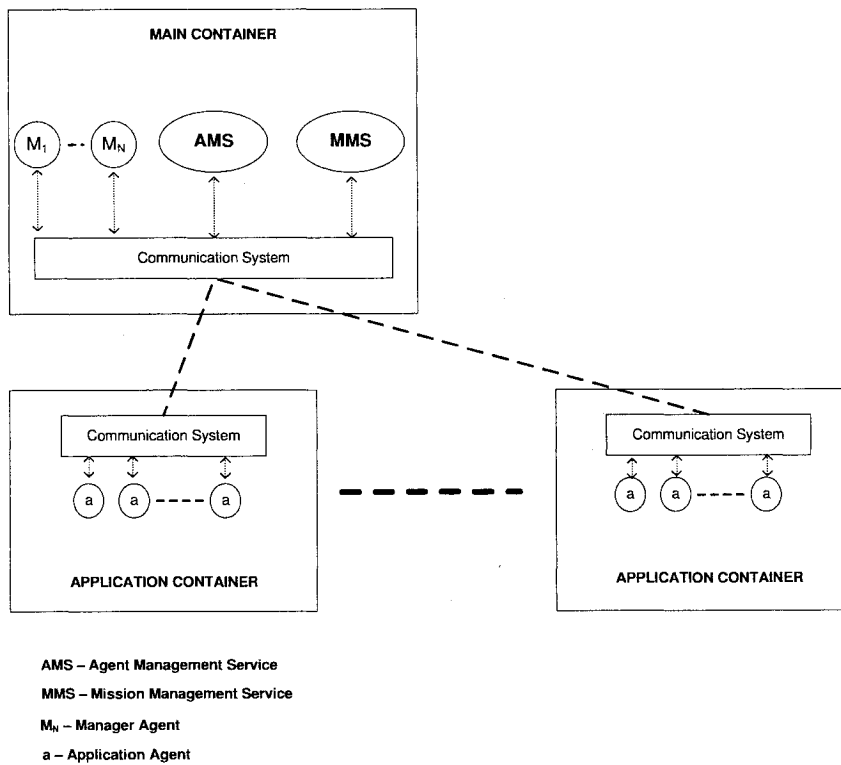 MAIN CONTAINER
M1 M N AMS MMS
Communication System
Communication System
a a a
APPLICATION CONTAINER
Communication System
a a a
APPLICATION CONTAINER
AMS – Agent Management Service
MMS – Mission Management Service
MN – Manager Agent
a – Application Agent